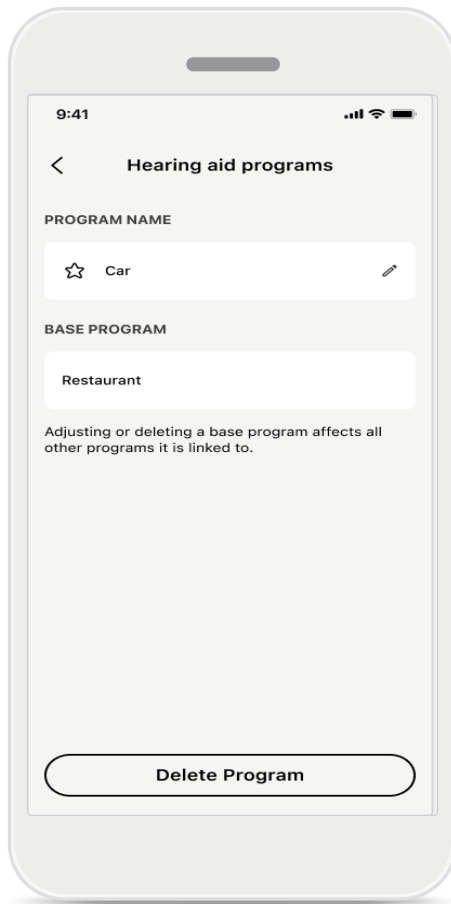 9:41
Hearing aid programs
PROGRAM NAME
Car
BASE PROGRAM
Restaurant
Adjusting or deleting a base program affects all
other programs it is linked to.
Delete Program